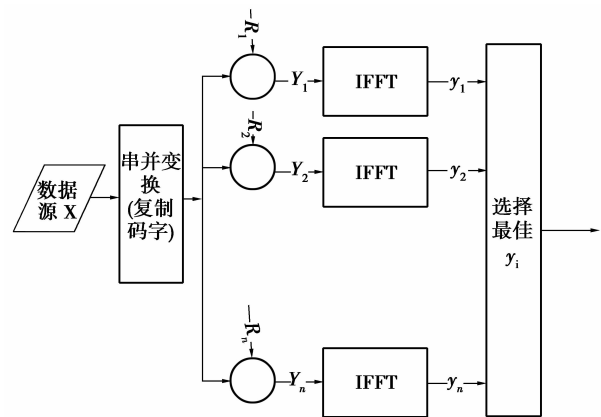 R₁
Y₁
IFFT
y₁
R₂
Y₂
IFFT
y₂
数据
源 X
串并变
换
(复制
码字)
选择
最佳
yᵢ
Rₙ
Yₙ
IFFT
yₙ